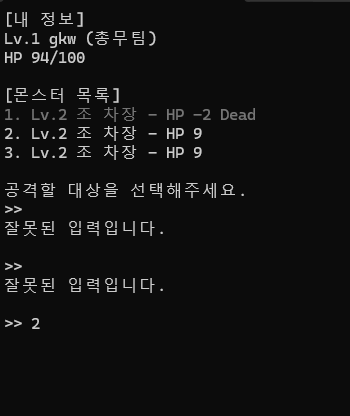 [내 정보]
Lv.1 gkw (총무팀)
HP 94/100
[몬스터 목록]
1. Lv.2 조 차장 - HP -2 Dead
2. Lv.2 조 차장 - HP 9
3. Lv.2 조 차장 - HP 9
공격할 대상을 선택해주세요.
>>
잘못된 입력입니다.
>>
잘못된 입력입니다.
>> 2